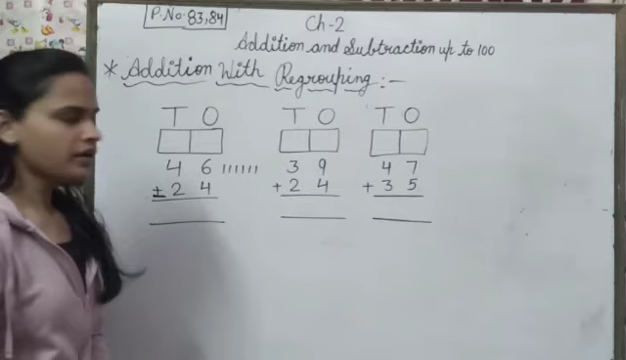 P.No. 83,84
Ch-2
Addition and Subtraction up to 100
* Addition With Regrouping :-
T O T O T O
4 6 ''''''' 3 9 4 7
± 2 4 + 2 4 + 3 5